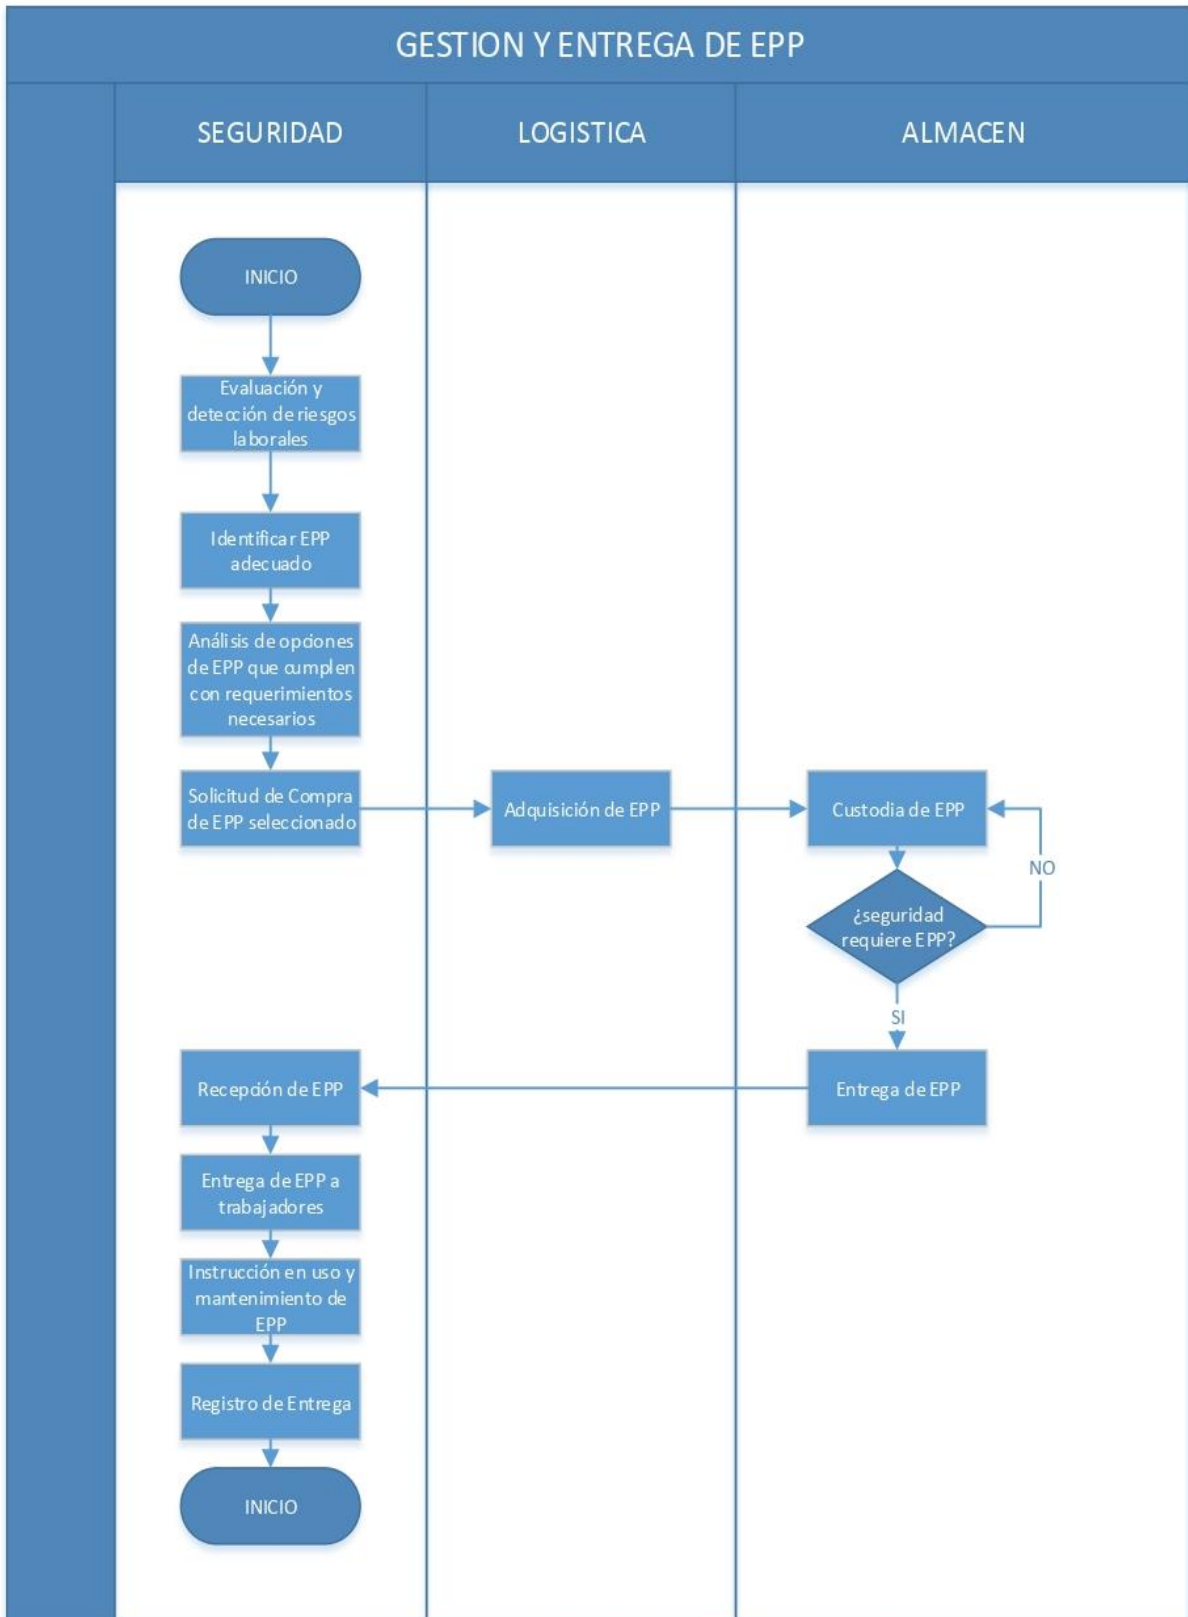 GESTION Y ENTREGA DE EPP
SEGURIDAD
LOGISTICA
ALMACEN
INICIO
Evaluación y
detección de riesgos
laborales
Identificar EPP
adecuado
Análisis de opciones
de EPP que cumplen
con requerimientos
necesarios
Solicitud de Compra
de EPP seleccionado
Adquisición de EPP
Custodia de EPP
NO
¿seguridad
requiere EPP?
SI
Recepción de EPP
Entrega de EPP
Entrega de EPP a
trabajadores
Instrucción en uso y
mantenimiento de
EPP
Registro de Entrega
INICIO